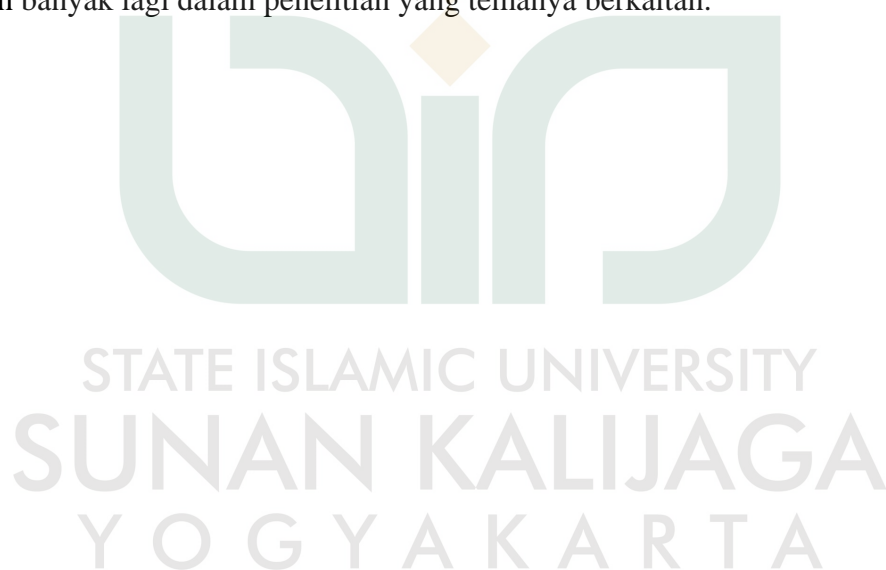 banyak lagi dalam penelitian yang temanya berkaitan.
STATE ISLAMIC UNIVERSITY
SUNAN KALIJAGA
YOGYAKARTA